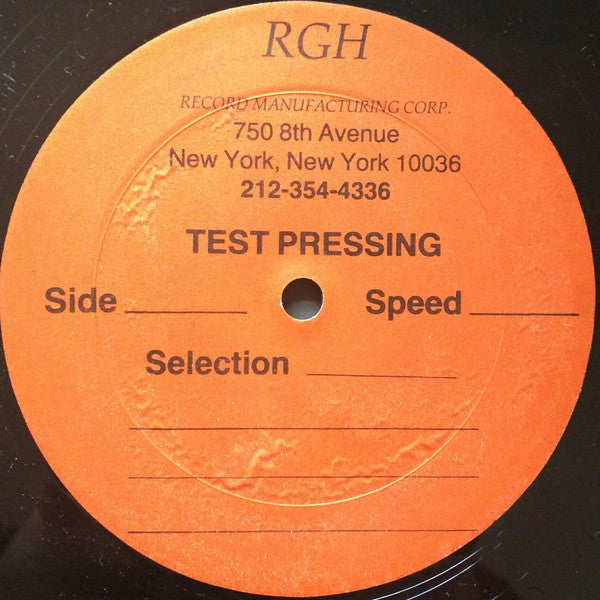 RGH
RECORD MANUFACTURING CORP.
750 8th Avenue
New York, New York 10036
212-354-4336
TEST PRESSING
Side Speed
Selection